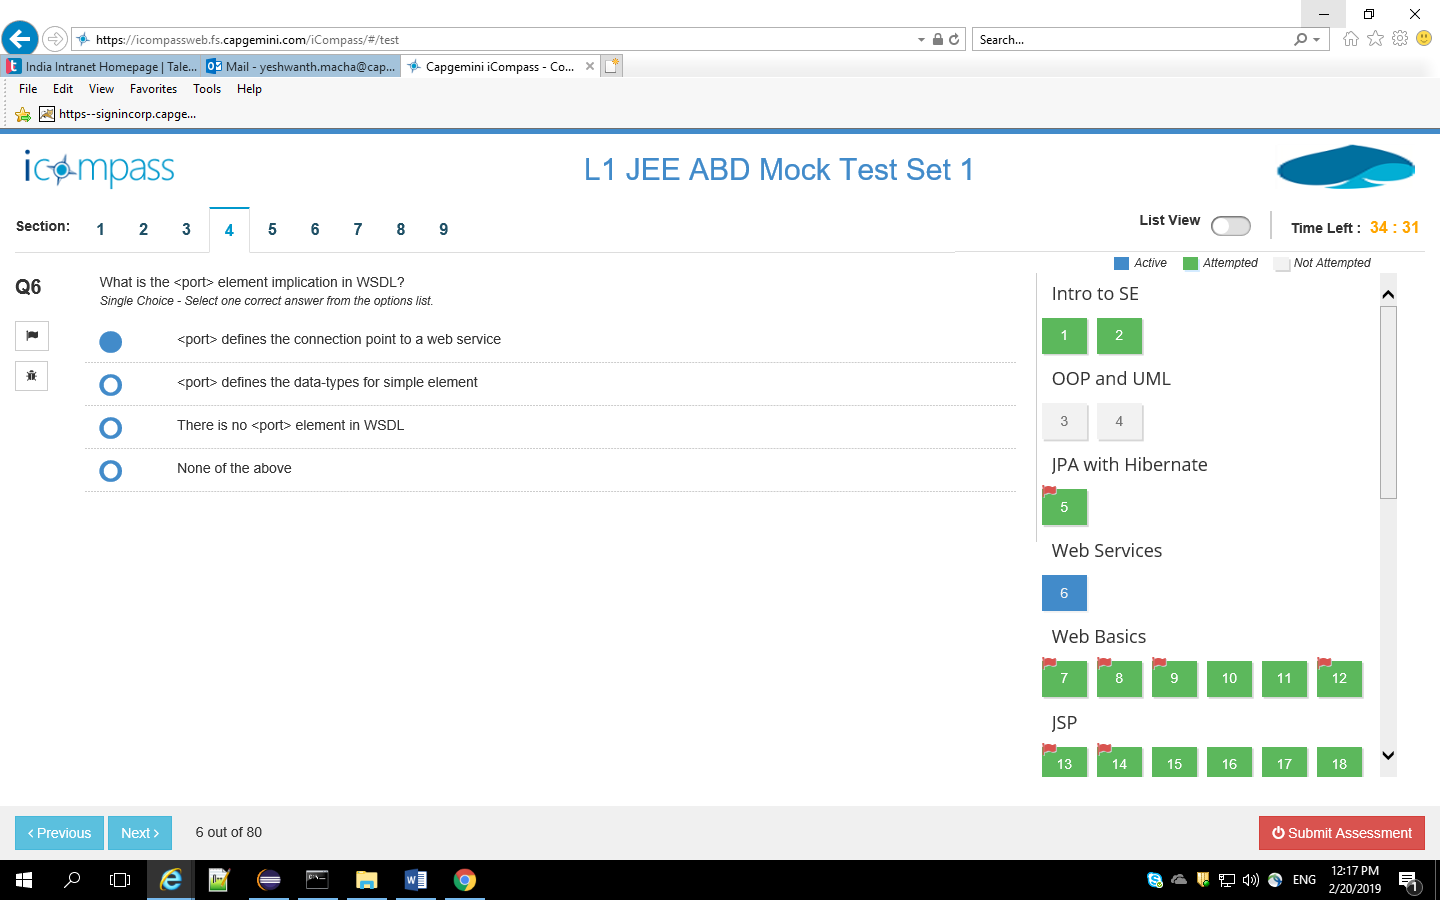 https://icompassweb.fs.capgemini.com/iCompass/#/test
Search...
India Intranet Homepage | Tale...
Mail - yeshwanth.macha@cap...
Capgemini iCompass - Co...
File Edit View Favorites Tools Help
https--signincorp.capge...
icompass
L1 JEE ABD Mock Test Set 1
Section: 1 2 3 4 5 6 7 8 9
List View
Time Left : 34 : 31
Active Attempted Not Attempted
Q6
What is the <port> element implication in WSDL?
Single Choice - Select one correct answer from the options list.
<port> defines the connection point to a web service
<port> defines the data-types for simple element
There is no <port> element in WSDL
None of the above
Intro to SE
1 2
OOP and UML
3 4
JPA with Hibernate
5
Web Services
6
Web Basics
7 8 9 10 11 12
JSP
13 14 15 16 17 18
Previous Next 6 out of 80
Submit Assessment
ENG
12:17 PM
2/20/2019
1